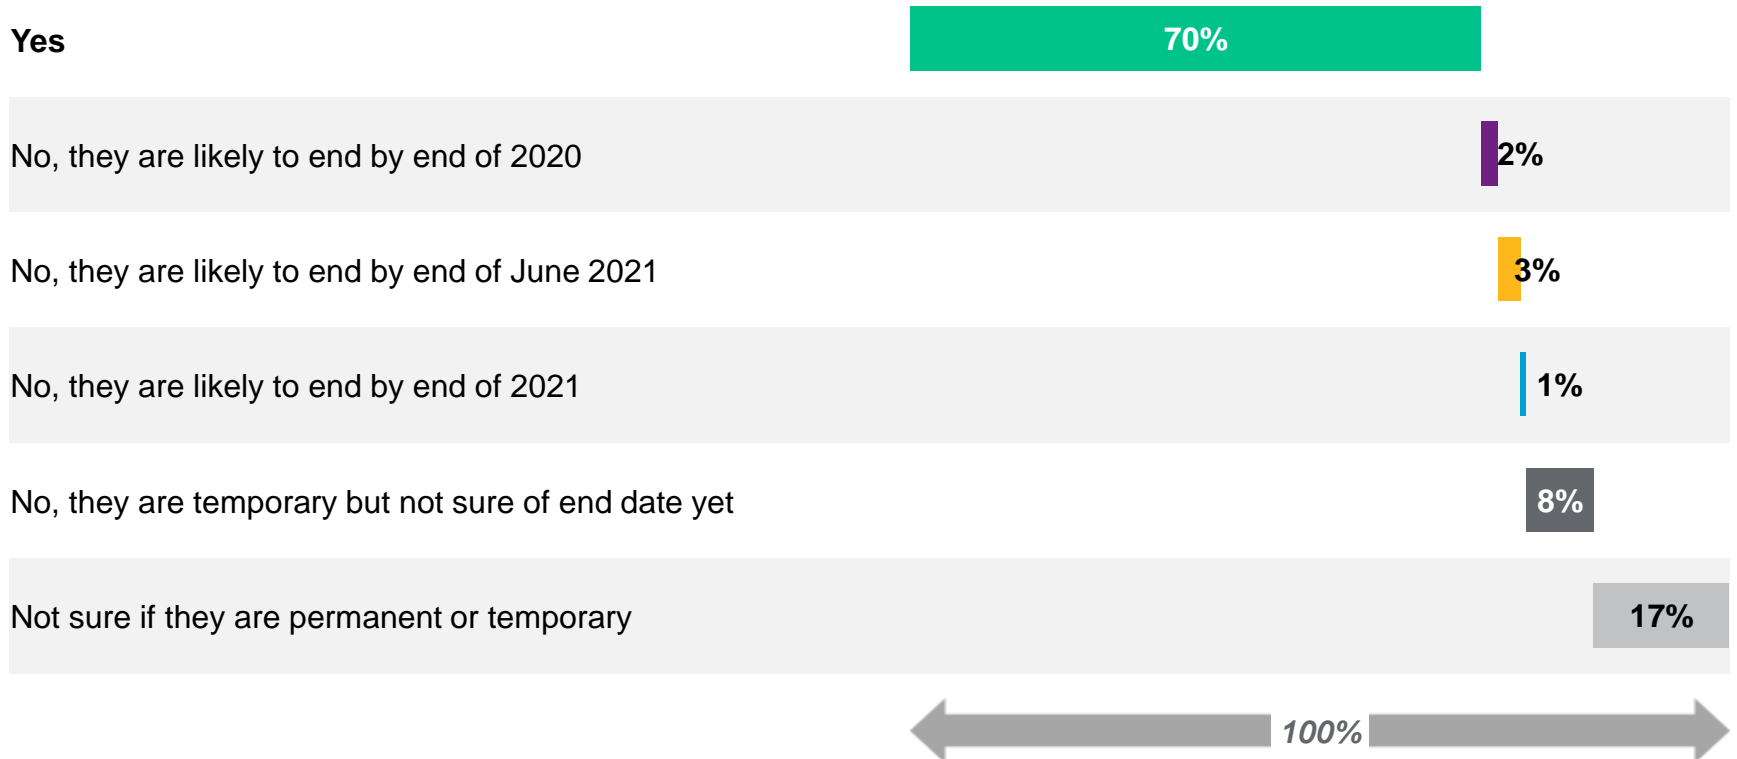 Yes 70%
No, they are likely to end by end of 2020 2%
No, they are likely to end by end of June 2021 3%
No, they are likely to end by end of 2021 1%
No, they are temporary but not sure of end date yet 8%
Not sure if they are permanent or temporary 17%
100%